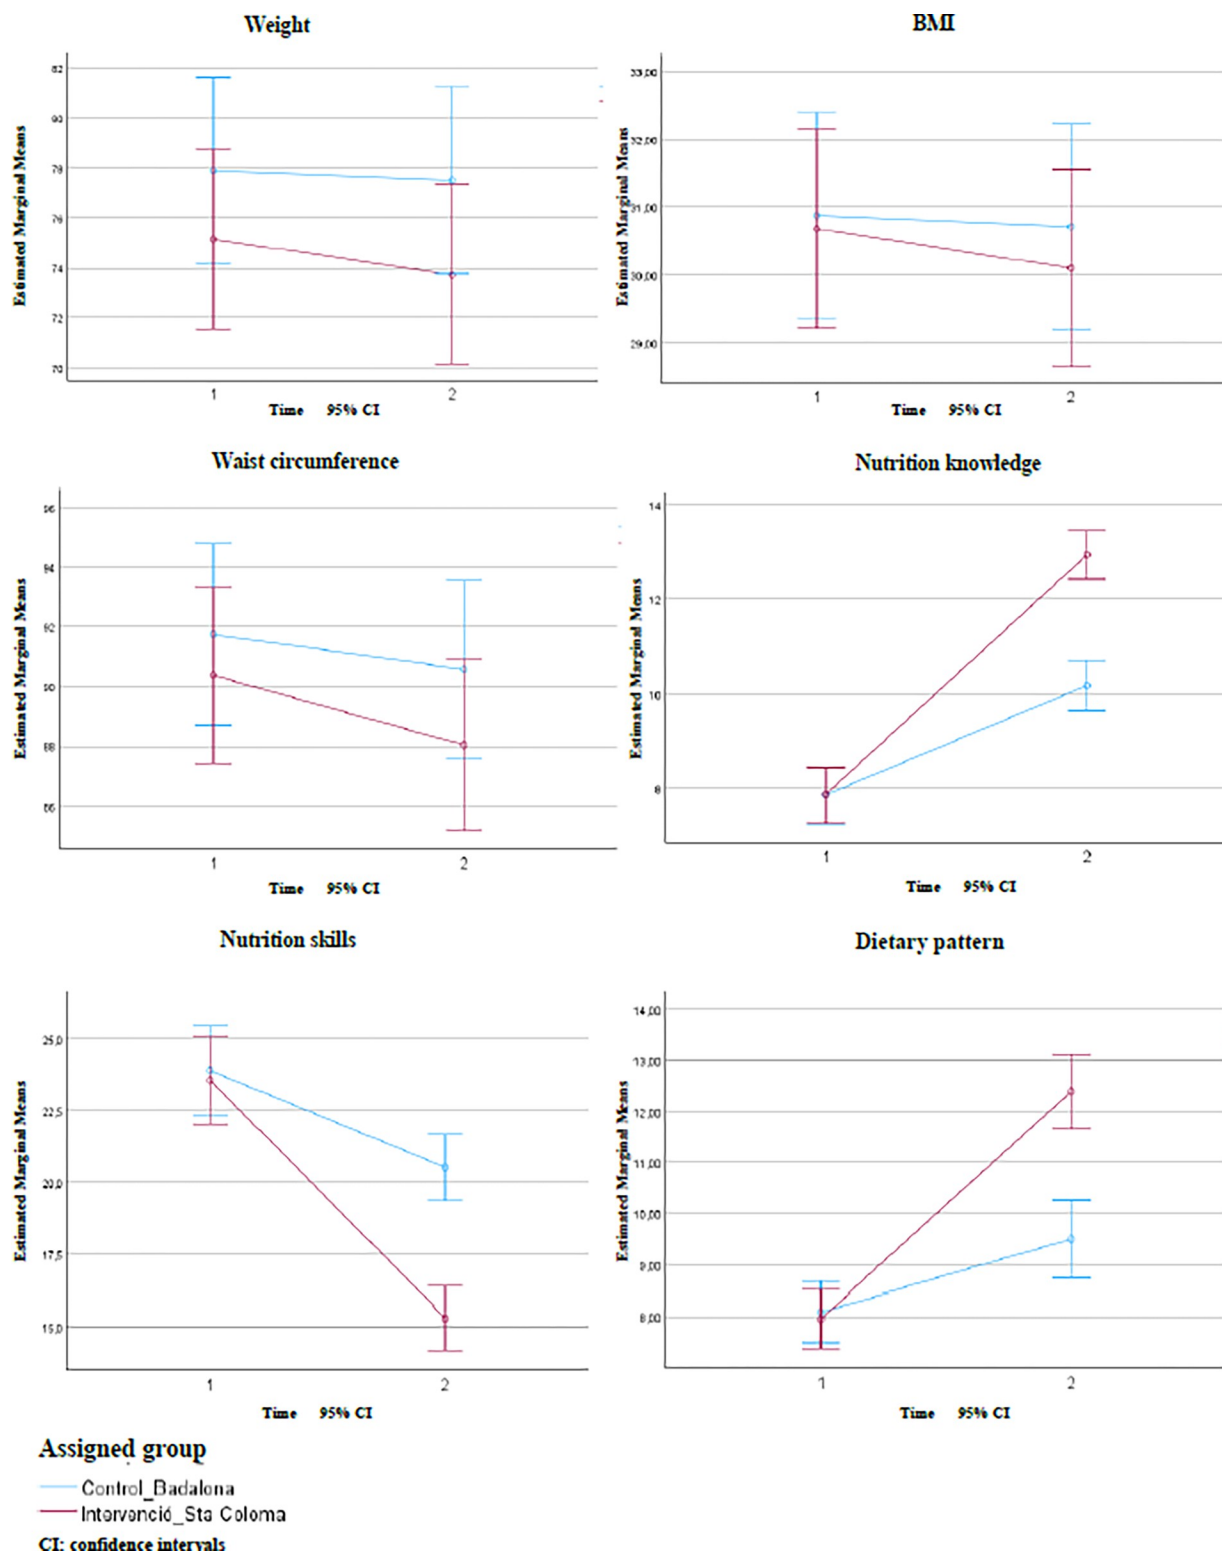 Weight
Estimated Marginal Means
82
80
78
76
74
72
70
1 2
Time 95% CI
BMI
Estimated Marginal Means
33,00
32,00
31,00
30,00
29,00
1 2
Time 95% CI
Waist circumference
Estimated Marginal Means
96
94
92
90
88
86
1 2
Time 95% CI
Nutrition knowledge
Estimated Marginal Means
14
12
10
8
1 2
Time 95% CI
Nutrition skills
Estimated Marginal Means
25,0
22,5
20,0
17,5
15,0
1 2
Time 95% CI
Dietary pattern
Estimated Marginal Means
14,00
13,00
12,00
11,00
10,00
9,00
8,00
1 2
Time 95% CI
Assigned group
Control_Badalona
Intervenció_Sta Coloma
CI: confidence intervals